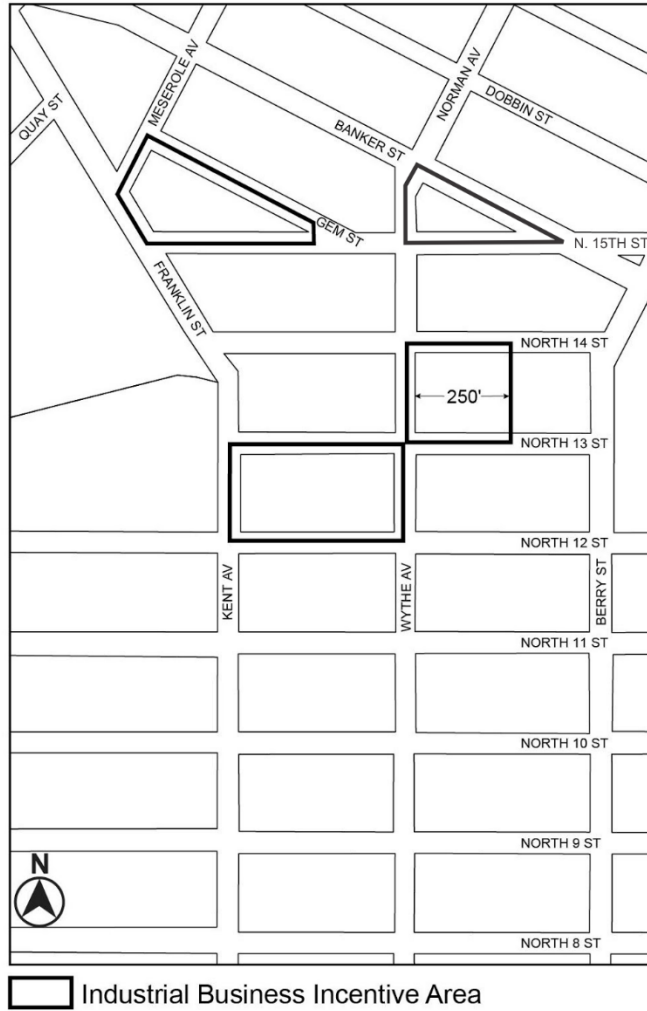 MESEROLE AV
NORMAN AV
DOBBIN ST
QUAY ST
BANKER ST
GEM ST
N. 15TH ST
FRANKLIN ST
NORTH 14 ST
250'
NORTH 13 ST
NORTH 12 ST
KENT AV
WYTHE AV
BERRY ST
NORTH 11 ST
NORTH 10 ST
NORTH 9 ST
N
NORTH 8 ST
Industrial Business Incentive Area